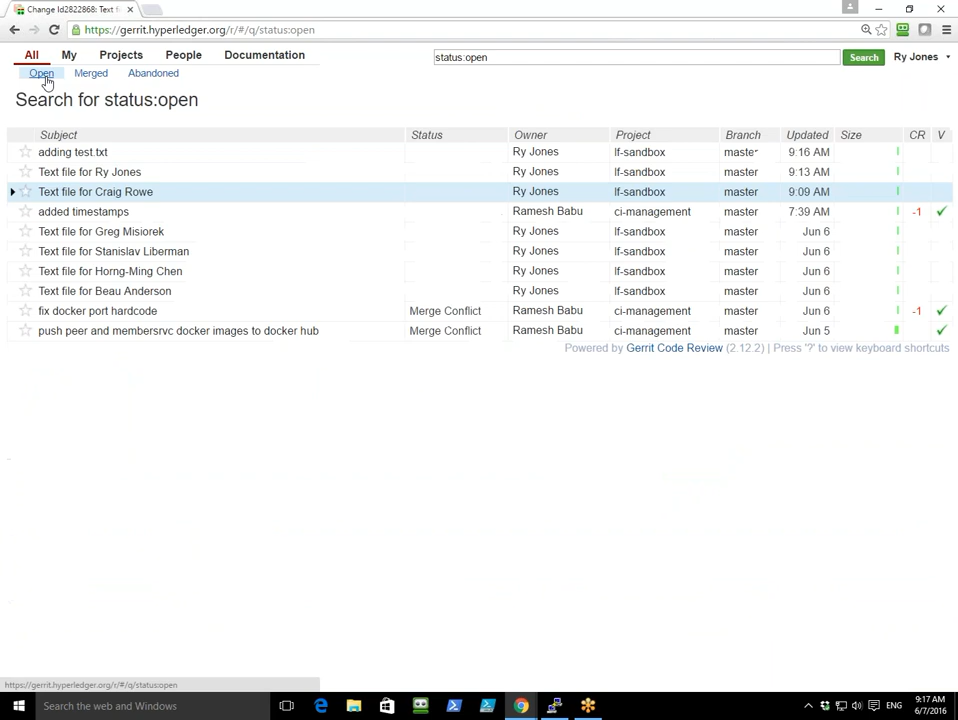 Change Id2822868: Text f
https://gerrit.hyperledger.org/r/#/q/status:open
All My Projects People Documentation
status:open Search Ry Jones
Open Merged Abandoned
Search for status:open
Subject Status Owner Project Branch Updated Size CR V
adding test.txt Ry Jones lf-sandbox master 9:16 AM
Text file for Ry Jones Ry Jones lf-sandbox master 9:13 AM
Text file for Craig Rowe Ry Jones lf-sandbox master 9:09 AM
added timestamps Ramesh Babu ci-management master 7:39 AM -1
Text file for Greg Misiorek Ry Jones lf-sandbox master Jun 6
Text file for Stanislav Liberman Ry Jones lf-sandbox master Jun 6
Text file for Horng-Ming Chen Ry Jones lf-sandbox master Jun 6
Text file for Beau Anderson Ry Jones lf-sandbox master Jun 6
fix docker port hardcode Merge Conflict Ramesh Babu ci-management master Jun 6 -1
push peer and membersrvc docker images to docker hub Merge Conflict Ramesh Babu ci-management master Jun 5
Powered by Gerrit Code Review (2.12.2) | Press '?' to view keyboard shortcuts
https://gerrit.hyperledger.org/r/#/q/status:open
Search the web and Windows
ENG
9:17 AM
6/7/2016